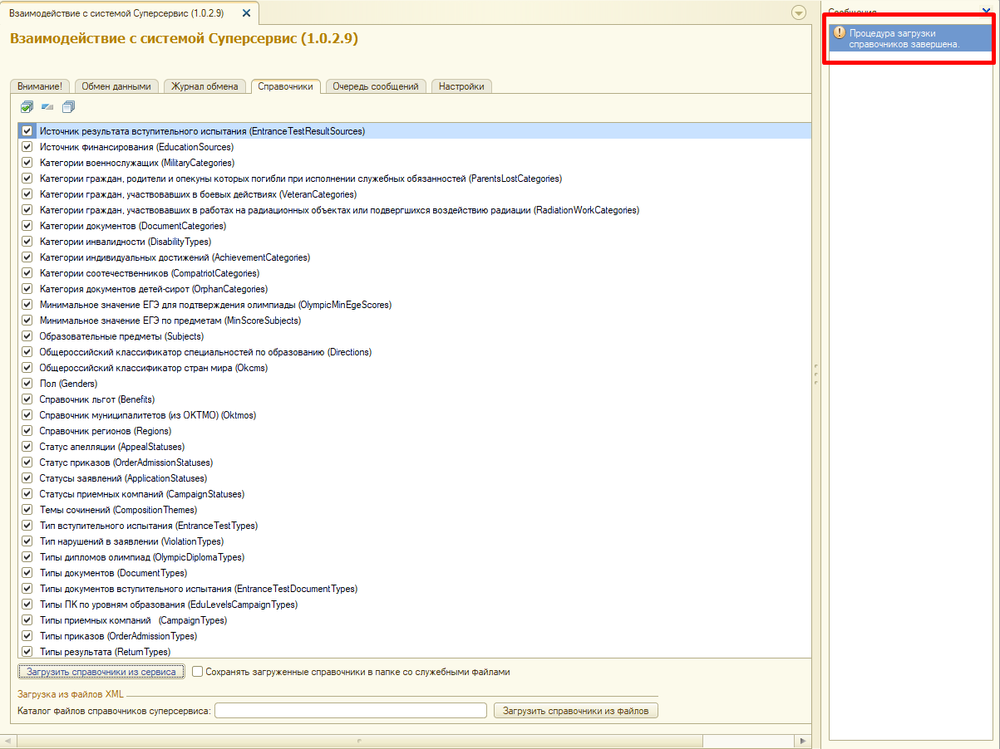 Взаимодействие с системой Суперсервис (1.0.2.9)
Сообщения
Взаимодействие с системой Суперсервис (1.0.2.9)
Процедура загрузки
справочников завершена.
Внимание!
Обмен данными
Журнал обмена
Справочники
Очередь сообщений
Настройки
Источник результата вступительного испытания (EntranceTestResultSources)
Источник финансирования (EducationSources)
Категории военнослужащих (MilitaryCategories)
Категории граждан, родители и опекуны которых погибли при исполнении служебных обязанностей (ParentsLostCategories)
Категории граждан, участвовавших в боевых действиях (VeteranCategories)
Категории граждан, участвовавших в работах на радиационных объектах или подвергшихся воздействию радиации (RadiationWorkCategories)
Категории документов (DocumentCategories)
Категории инвалидности (DisabilityTypes)
Категории индивидуальных достижений (AchievementCategories)
Категории соотечественников (CompatriotCategories)
Категория документов детей-сирот (OrphanCategories)
Минимальное значение ЕГЭ для подтверждения олимпиады (OlympicMinEgeScores)
Минимальное значение ЕГЭ по предметам (MinScoreSubjects)
Образовательные предметы (Subjects)
Общероссийский классификатор специальностей по образованию (Directions)
Общероссийский классификатор стран мира (Okcms)
Пол (Genders)
Справочник льгот (Benefits)
Справочник муниципалитетов (из ОКТМО) (Oktmos)
Справочник регионов (Regions)
Статус апелляции (AppealStatuses)
Статус приказов (OrderAdmissionStatuses)
Статусы заявлений (ApplicationStatuses)
Статусы приемных компаний (CampaignStatuses)
Темы сочинений (CompositionThemes)
Тип вступительного испытания (EntranceTestTypes)
Тип нарушений в заявлении (ViolationTypes)
Типы дипломов олимпиад (OlympicDiplomaTypes)
Типы документов (DocumentTypes)
Типы документов вступительного испытания (EntranceTestDocumentTypes)
Типы ПК по уровням образования (EduLevelsCampaignTypes)
Типы приемных компаний (CampaignTypes)
Типы приказов (OrderAdmissionTypes)
Типы результата (ReturnTypes)
Загрузить справочники из сервиса
Сохранять загруженные справочники в папке со служебными файлами
Загрузка из файлов XML
Каталог файлов справочников суперсервиса:
Загрузить справочники из файлов